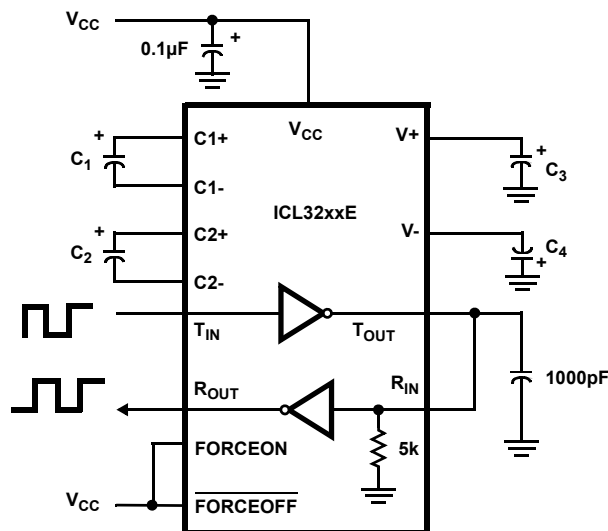 VCC
0.1µF
+
VCC
C1+
V+
+
C1
C1-
+
C3
ICL32xxE
C2+
V-
+
C2
C2-
C4
+
TIN
TOUT
1000pF
ROUT
RIN
FORCEON
5k
VCC
FORCEOFF